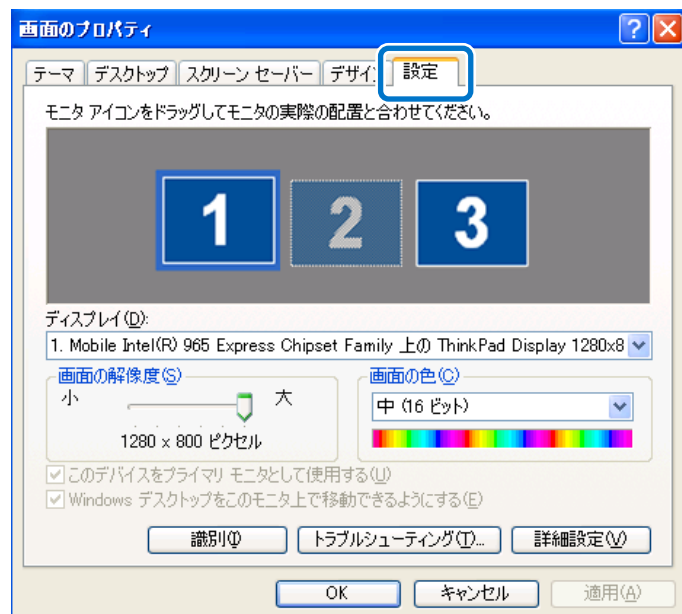 画面のプロパティ
テーマ デスクトップ スクリーン セーバー デザイン 設定
モニタ アイコンをドラッグしてモニタの実際の配置と合わせてください。
1 2 3
ディスプレイ(D):
1. Mobile Intel(R) 965 Express Chipset Family 上の ThinkPad Display 1280x8
画面の解像度(S) 画面の色(C)
小 大 中 (16 ビット)
1280 x 800 ピクセル
このデバイスをプライマリ モニタとして使用する(U)
Windows デスクトップをこのモニタ上で移動できるようにする(E)
識別(I) トラブルシューティング(T)... 詳細設定(V)
OK キャンセル 適用(A)